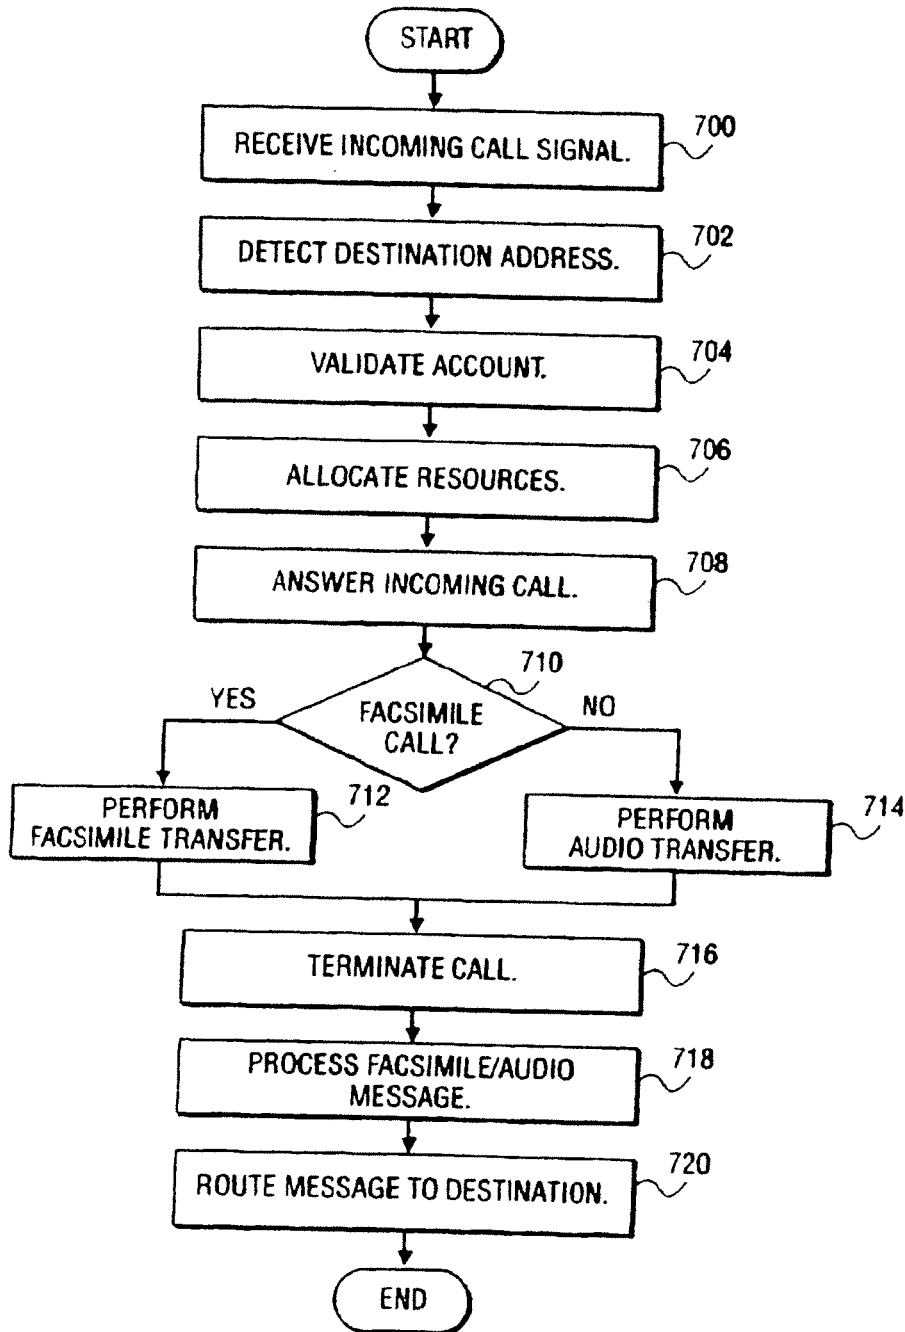 START
RECEIVE INCOMING CALL SIGNAL.
700
DETECT DESTINATION ADDRESS.
702
VALIDATE ACCOUNT.
704
ALLOCATE RESOURCES.
706
ANSWER INCOMING CALL.
708
710
YES
FACSIMILE
CALL?
NO
PERFORM
FACSIMILE TRANSFER.
712
PERFORM
AUDIO TRANSFER.
714
TERMINATE CALL.
716
PROCESS FACSIMILE/AUDIO
MESSAGE.
718
ROUTE MESSAGE TO DESTINATION.
720
END